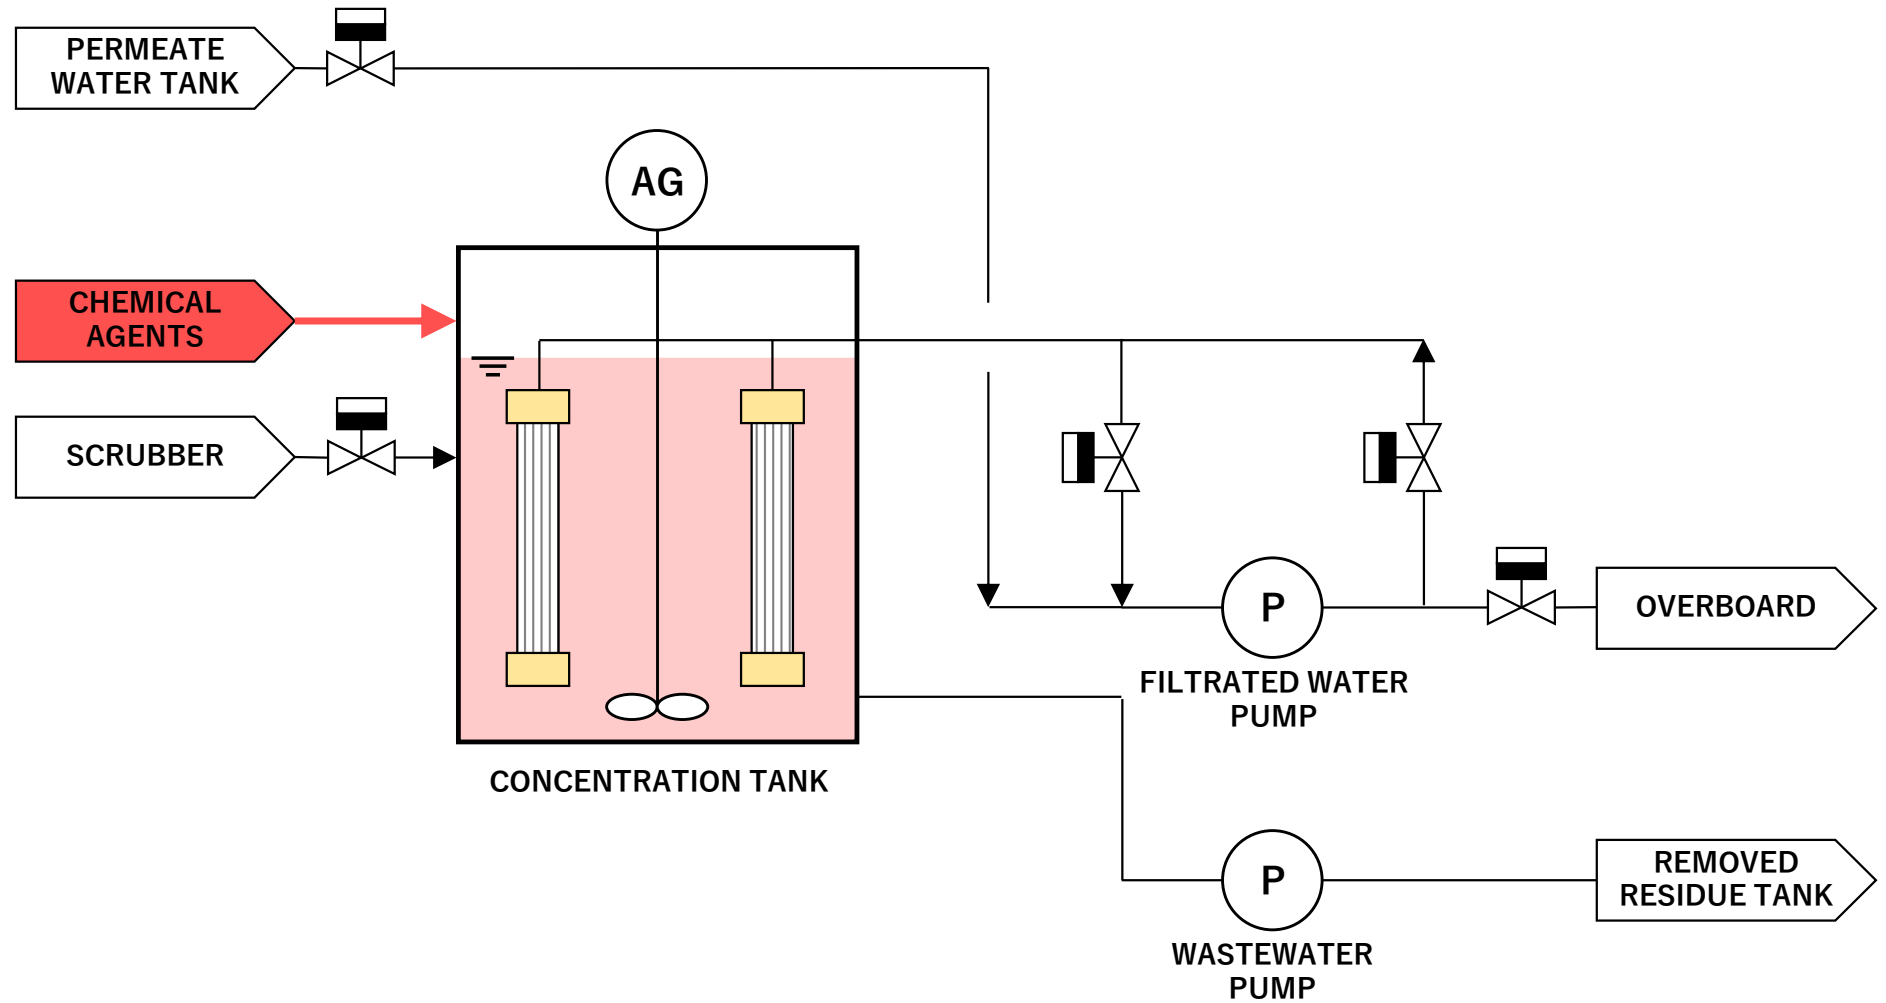 PERMEATE
WATER TANK
AG
CHEMICAL
AGENTS
SCRUBBER
P
OVERBOARD
FILTRATED WATER
PUMP
CONCENTRATION TANK
P
REMOVED
RESIDUE TANK
WASTEWATER
PUMP